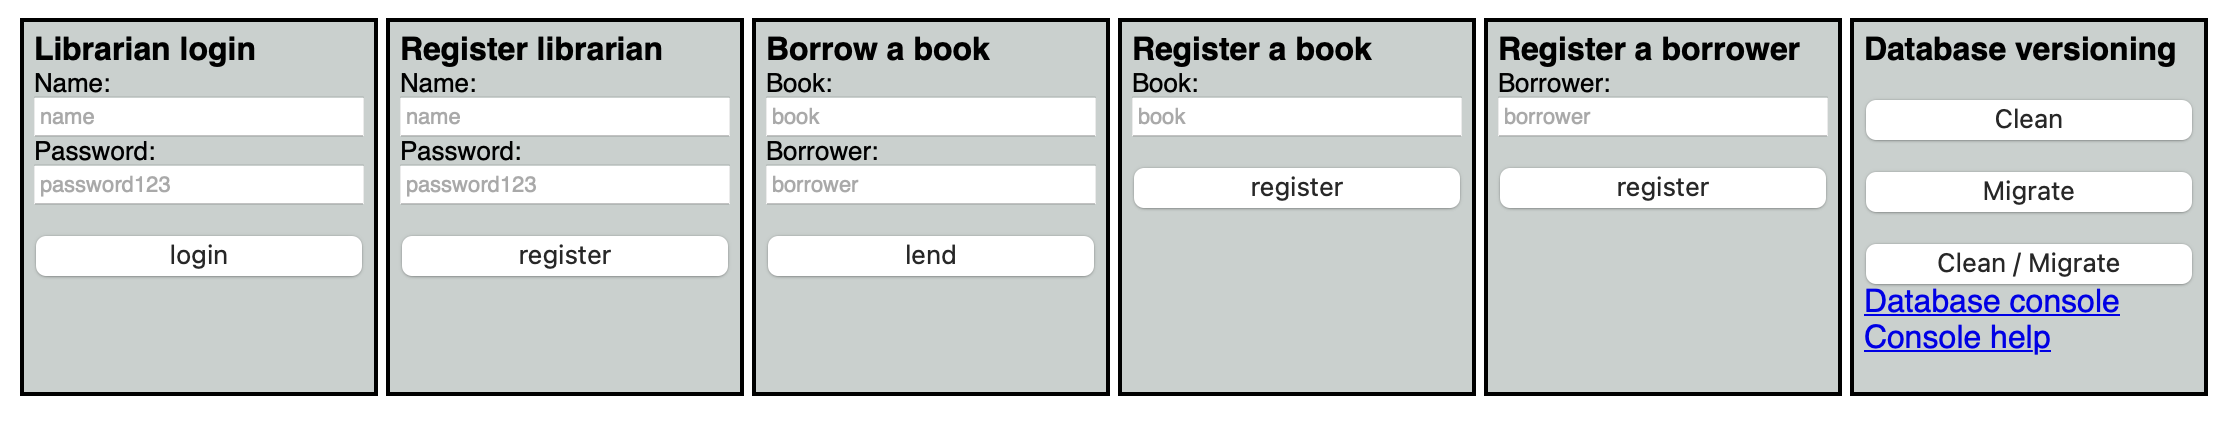 Librarian login
Name:
name
Password:
password123
login
Register librarian
Name:
name
Password:
password123
register
Borrow a book
Book:
book
Borrower:
borrower
lend
Register a book
Book:
book
register
Register a borrower
Borrower:
borrower
register
Database versioning
Clean
Migrate
Clean / Migrate
Database console
Console help